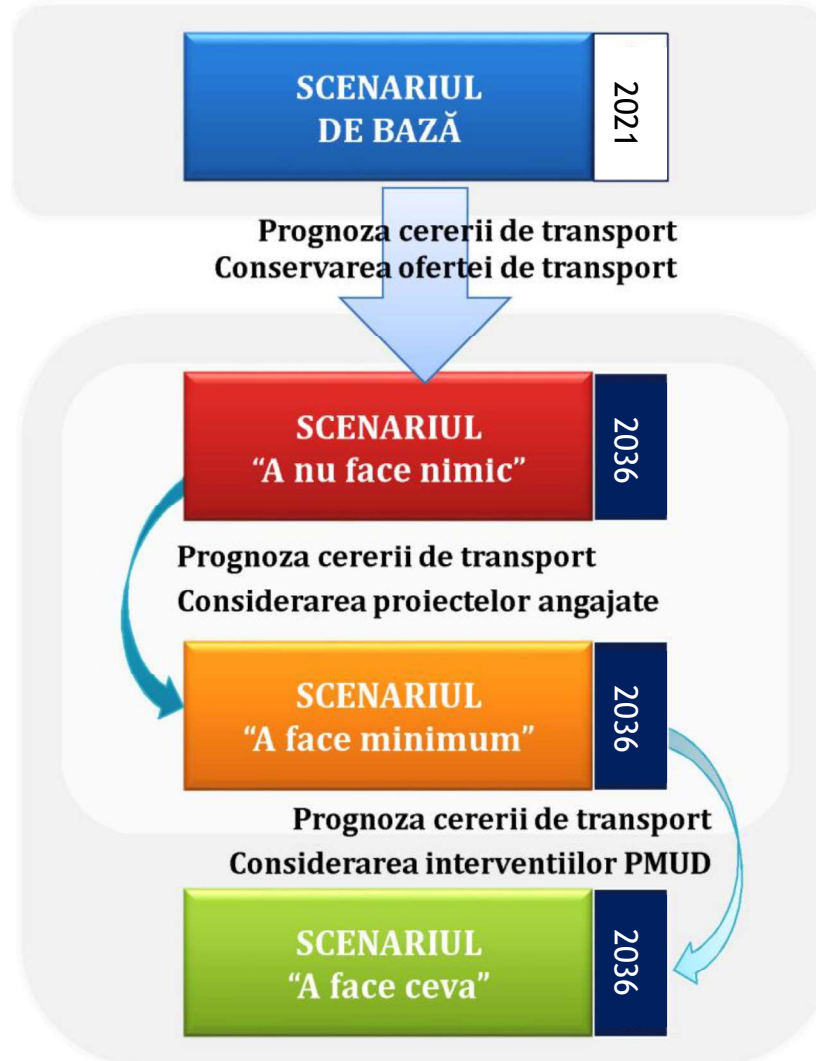 SCENARIUL
DE BAZĂ
2021
Prognoza cererii de transport
Conservarea ofertei de transport
SCENARIUL
“A nu face nimic”
2036
Prognoza cererii de transport
Considerarea proiectelor angajate
SCENARIUL
“A face minimum”
2036
Prognoza cererii de transport
Considerarea interventiilor PMUD
SCENARIUL
“A face ceva”
2036